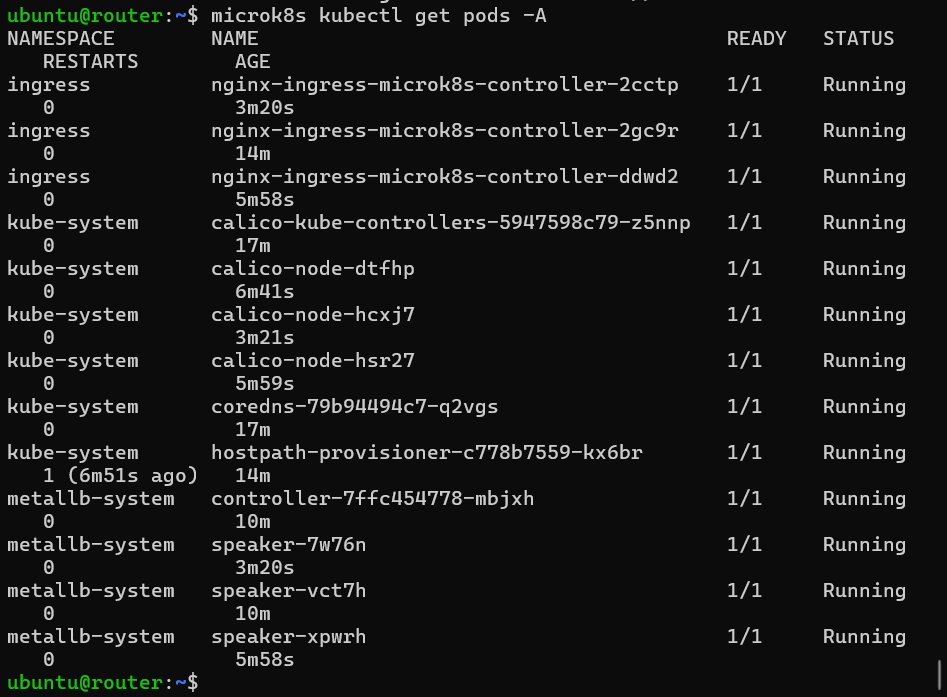 ubuntu@router:~$ microk8s kubectl get pods -A
NAMESPACE NAME READY STATUS
RESTARTS AGE
ingress nginx-ingress-microk8s-controller-2cctp 1/1 Running
0 3m20s
ingress nginx-ingress-microk8s-controller-2gc9r 1/1 Running
0 14m
ingress nginx-ingress-microk8s-controller-ddwd2 1/1 Running
0 5m58s
kube-system calico-kube-controllers-5947598c79-z5nnp 1/1 Running
0 17m
kube-system calico-node-dtfhp 1/1 Running
0 6m41s
kube-system calico-node-hcxj7 1/1 Running
0 3m21s
kube-system calico-node-hsr27 1/1 Running
0 5m59s
kube-system coredns-79b94494c7-q2vgs 1/1 Running
0 17m
kube-system hostpath-provisioner-c778b7559-kx6br 1/1 Running
1 (6m51s ago) 14m
metallb-system controller-7ffc454778-mbjxh 1/1 Running
0 10m
metallb-system speaker-7w76n 1/1 Running
0 3m20s
metallb-system speaker-vct7h 1/1 Running
0 10m
metallb-system speaker-xpwrh 1/1 Running
0 5m58s
ubuntu@router:~$